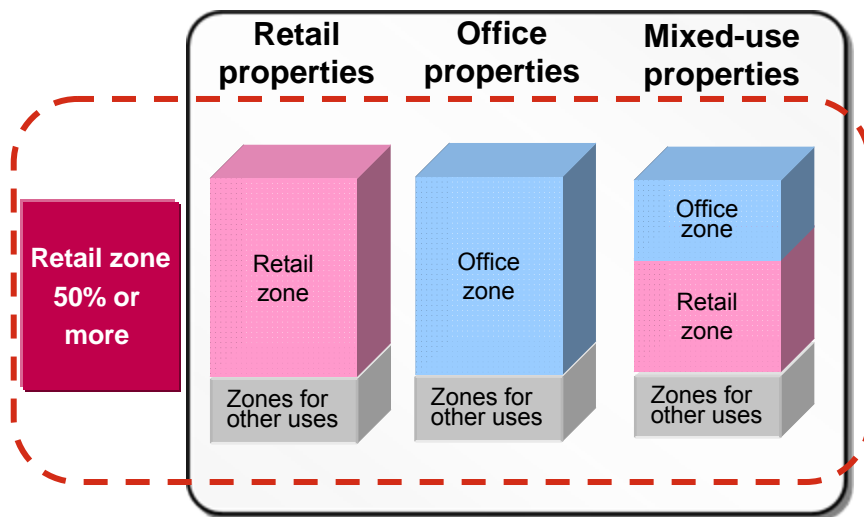 Retail
properties
Office
properties
Mixed-use
properties
Retail zone
50% or
more
Retail
zone
Zones for
other uses
Office
zone
Zones for
other uses
Office
zone
Retail
zone
Zones for
other uses